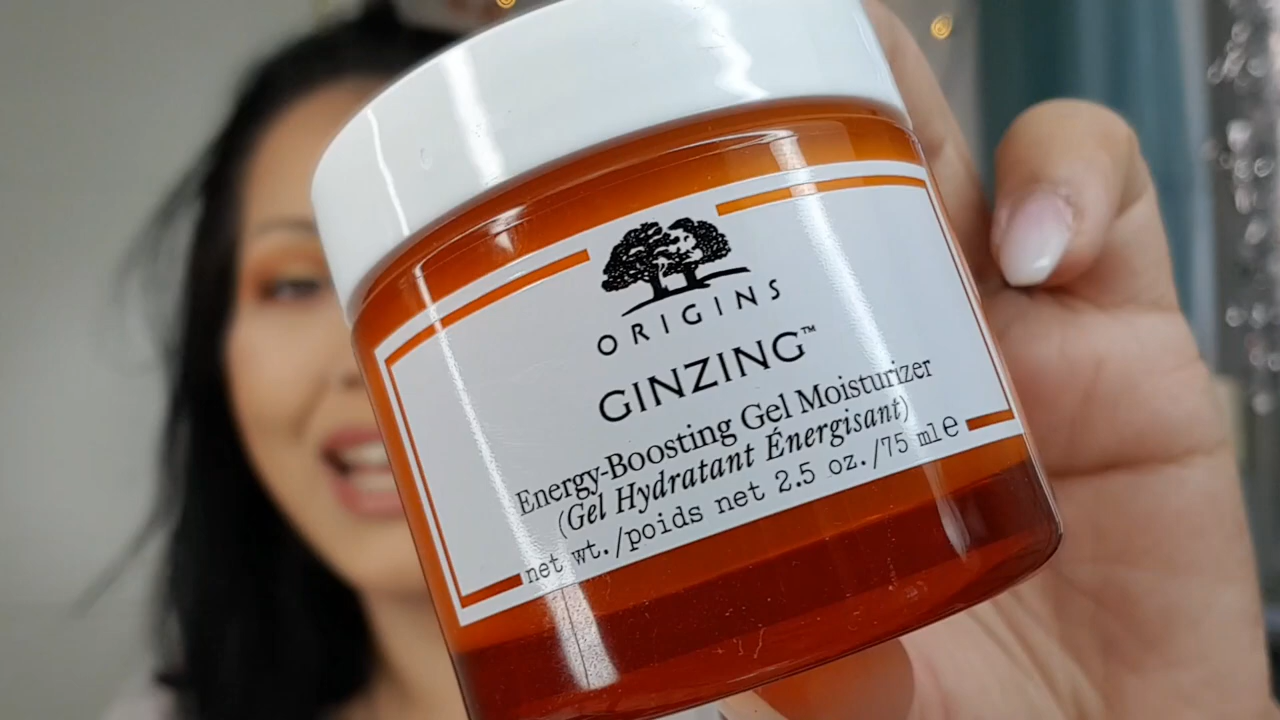 ORIGINS
GINZING™
Energy-Boosting Gel Moisturizer
(Gel Hydratant Énergisant)
net wt./poids net 2.5 oz./75 ml e